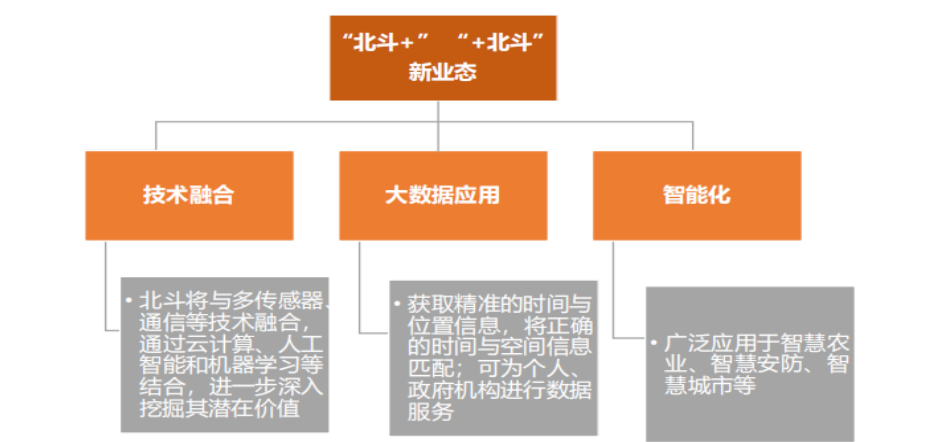 “北斗+” “+北斗”
新业态
技术融合
大数据应用
智能化
• 北斗将与多传感器、
通信等技术融合，
通过云计算、人工
智能和机器学习等
结合，进一步深入
挖掘其潜在价值
• 获取精准的时间与
位置信息，将正确
的时间与空间信息
匹配；可为个人、
政府机构进行数据
服务
• 广泛应用于智慧农
业、智慧安防、智
慧城市等